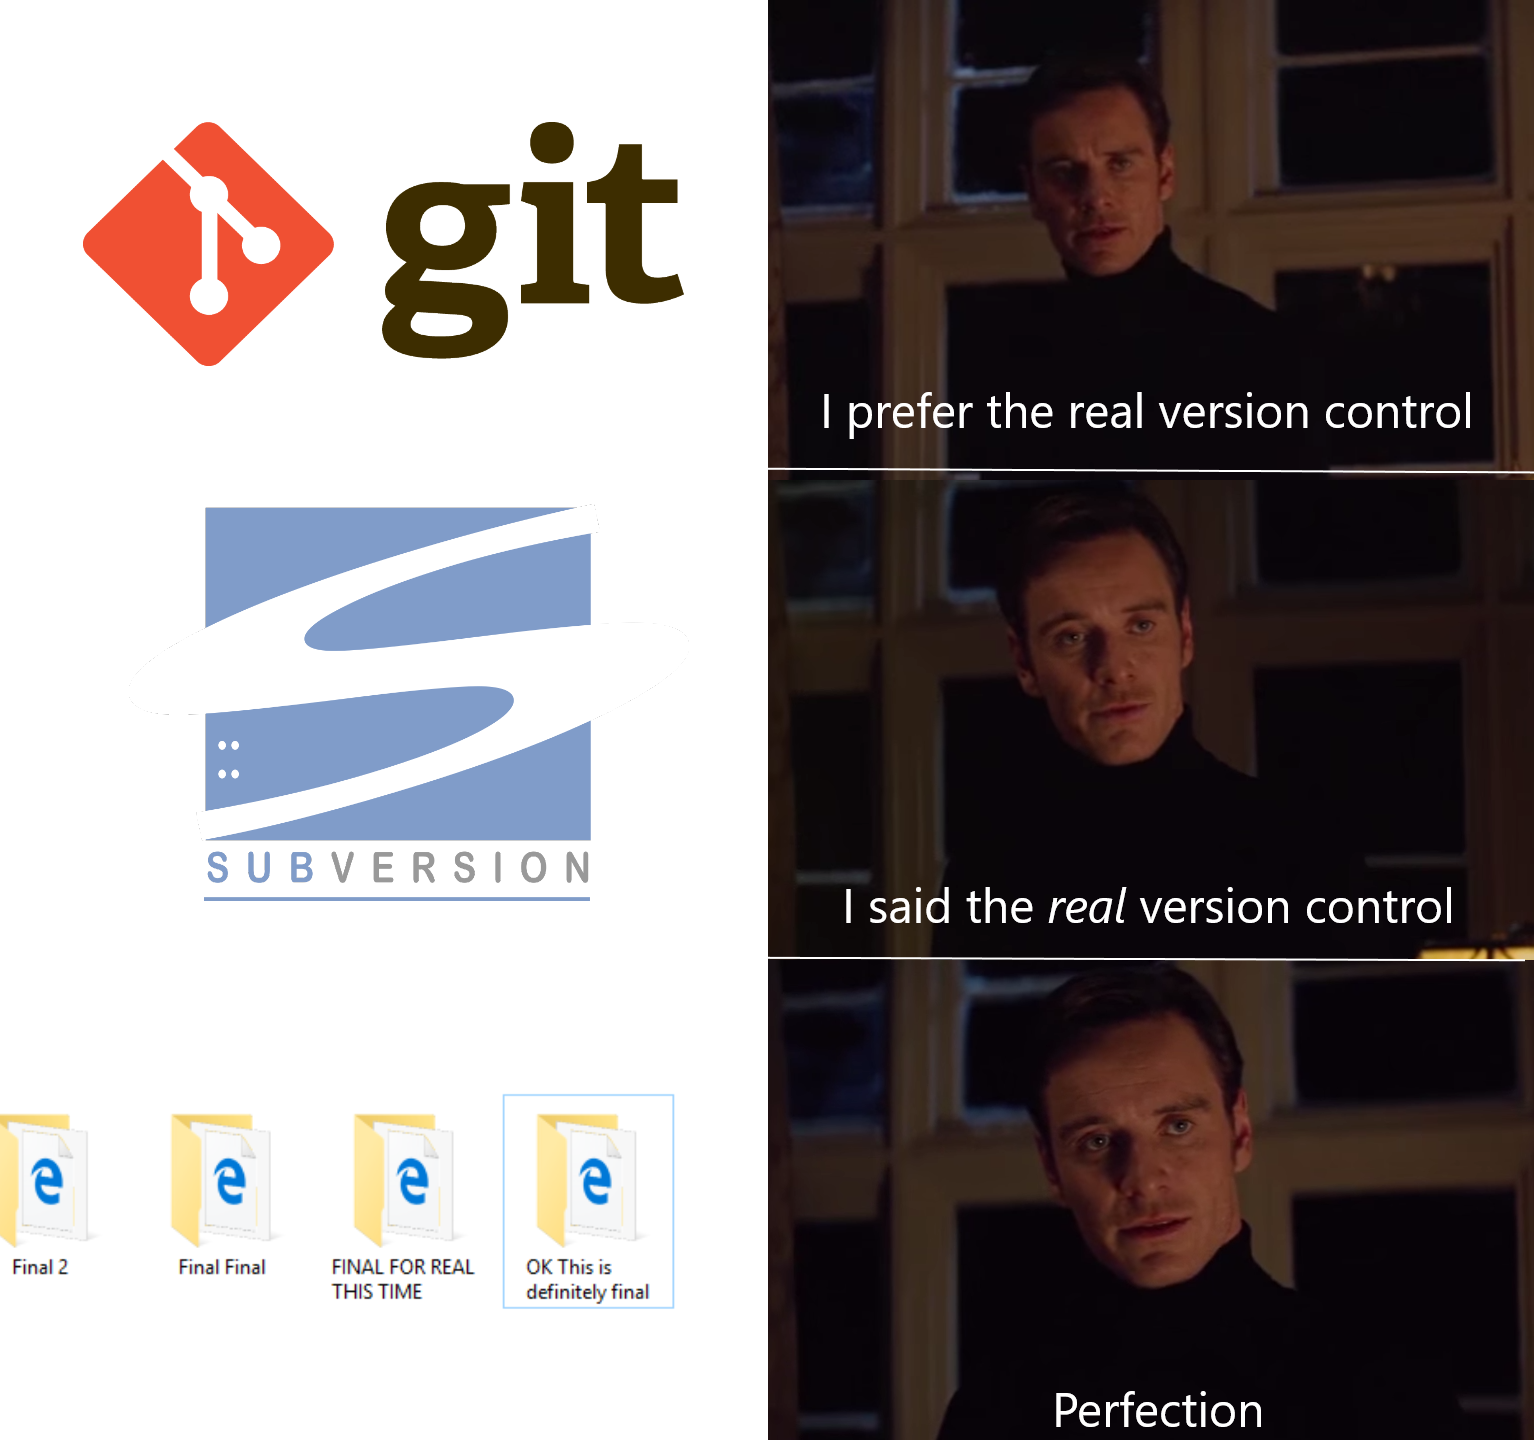 git
I prefer the real version control
SUBVERSION
I said the real version control
Final 2
Final Final
FINAL FOR REAL
THIS TIME
OK This is
definitely final
Perfection